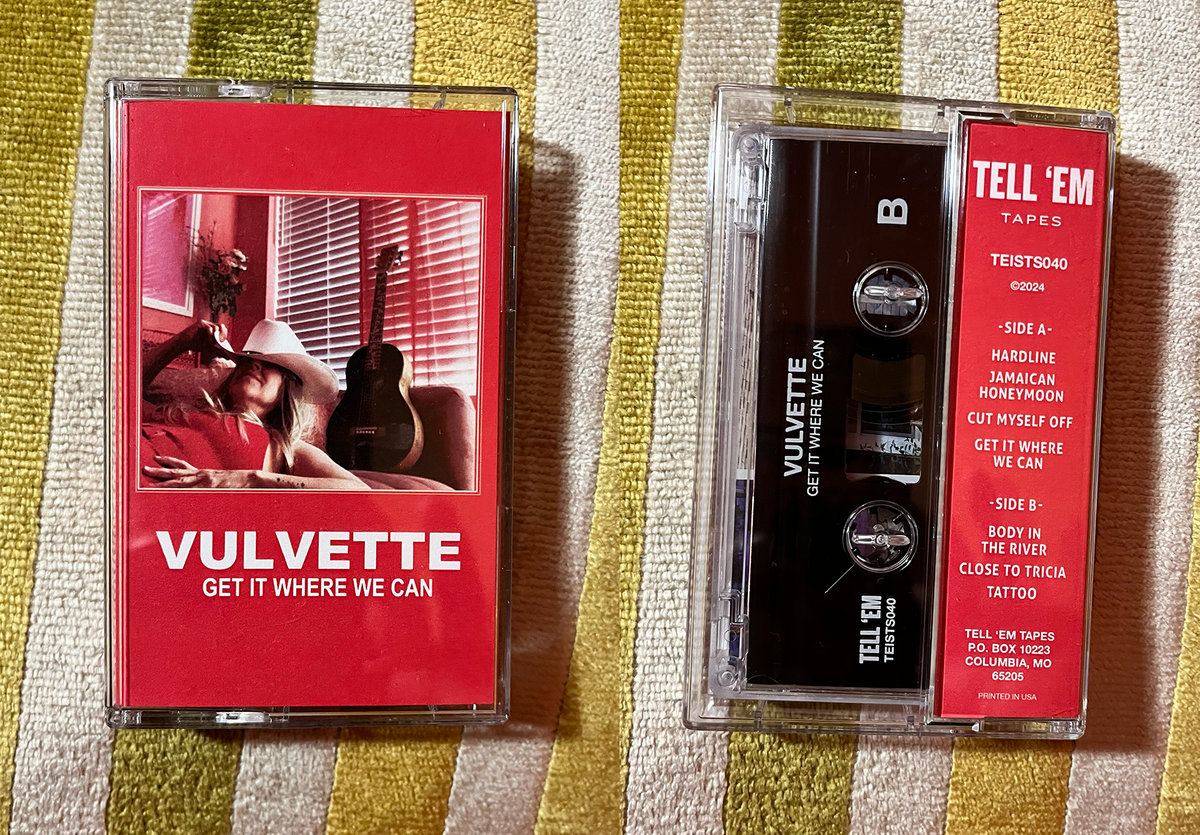 VULVETTE
GET IT WHERE WE CAN
B
VULVETTE
GET IT WHERE WE CAN
TELL 'EM
TEISTS040
TELL ‘EM
TAPES
TEISTS040
©2024
-SIDE A-
HARDLINE
JAMAICAN
HONEYMOON
CUT MYSELF OFF
GET IT WHERE
WE CAN
-SIDE B-
BODY IN
THE RIVER
CLOSE TO TRICIA
TATTOO
TELL ‘EM TAPES
P.O. BOX 10223
COLUMBIA, MO
65205
PRINTED IN USA